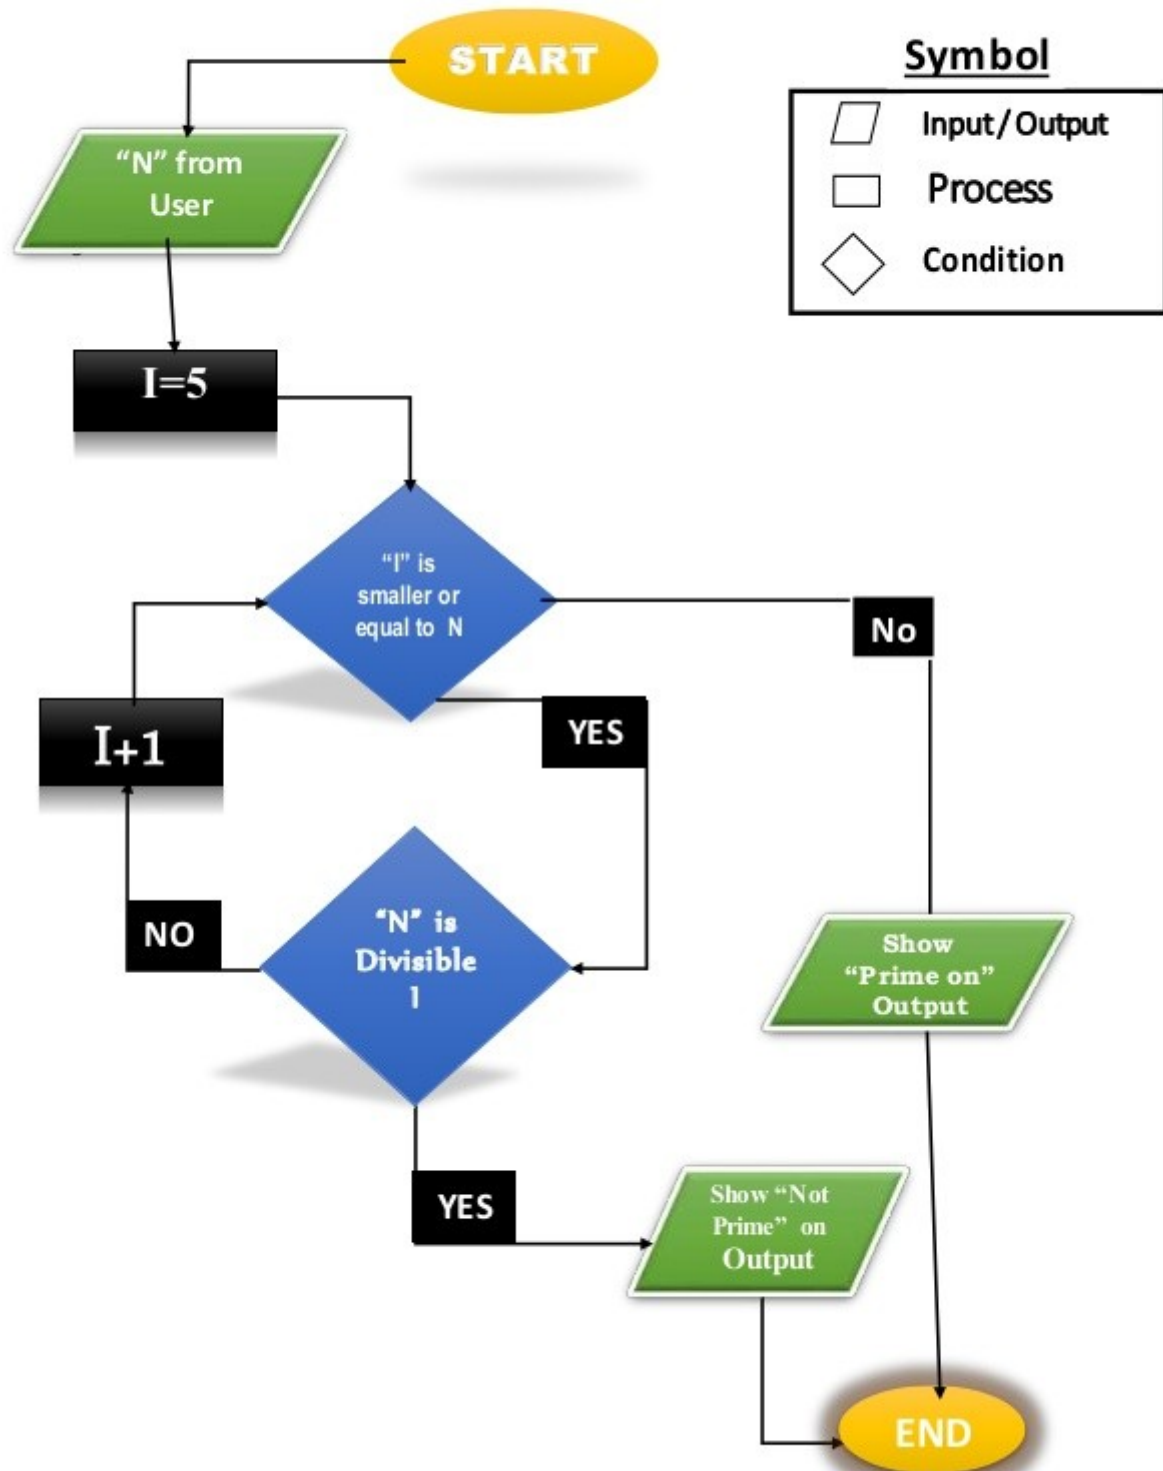 START
Symbol
Input / Output
Process
Condition
“N” from
User
I=5
“I” is
smaller or
equal to N
No
I+1
YES
“N” is
Divisible
l
NO
Show
“Prime on”
Output
YES
Show “Not
Prime” on
Output
END